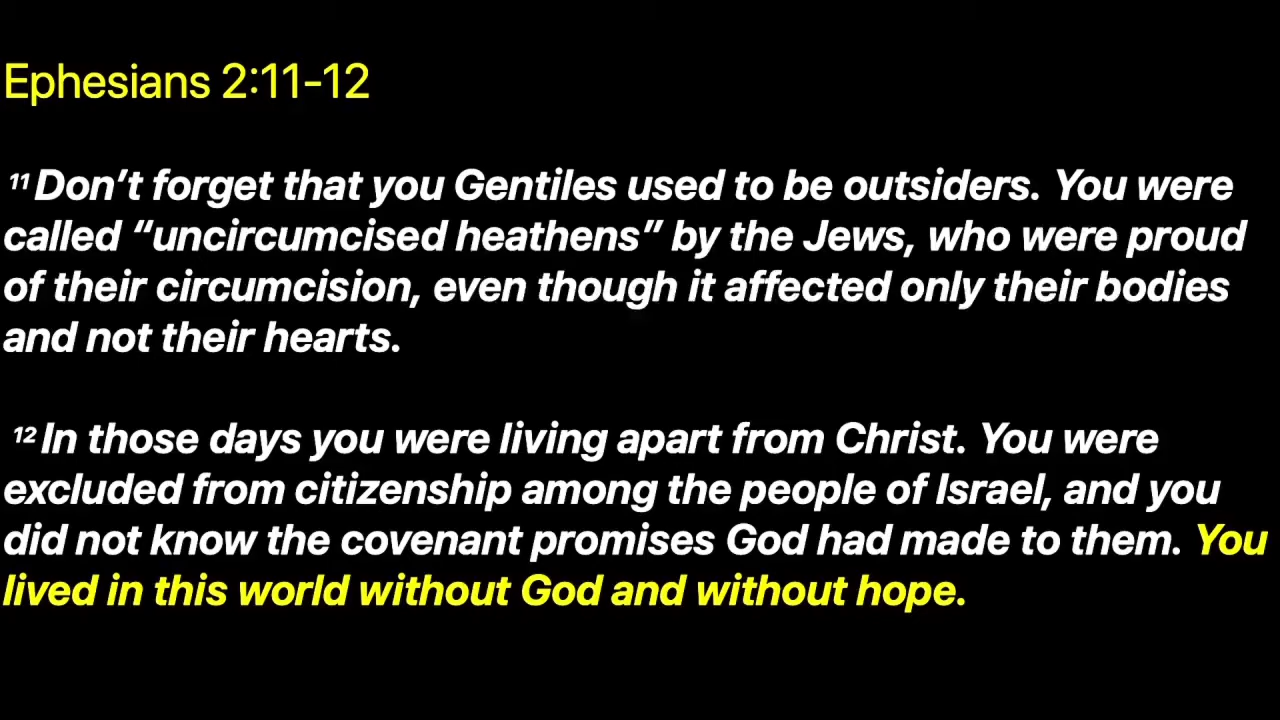 Ephesians 2:11-12
11 Don’t forget that you Gentiles used to be outsiders. You were
called “uncircumcised heathens” by the Jews, who were proud
of their circumcision, even though it affected only their bodies
and not their hearts.
12 In those days you were living apart from Christ. You were
excluded from citizenship among the people of Israel, and you
did not know the covenant promises God had made to them. You
lived in this world without God and without hope.